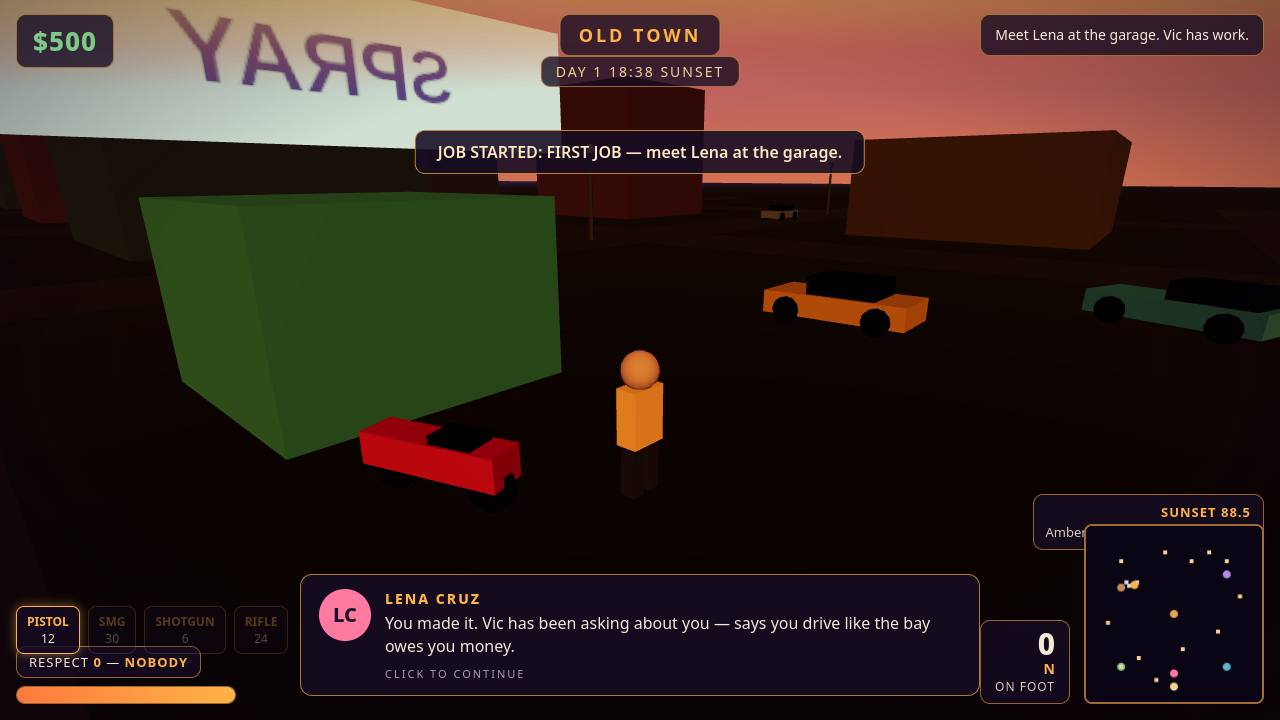 $500
OLD TOWN
DAY 1 18:38 SUNSET
Meet Lena at the garage. Vic has work.
SPRAY
JOB STARTED: FIRST JOB — meet Lena at the garage.
SUNSET 88.5
Amber
PISTOL
12
SMG
30
SHOTGUN
6
RIFLE
24
RESPECT 0 — NOBODY
LC
LENA CRUZ
You made it. Vic has been asking about you — says you drive like the bay
owes you money.
CLICK TO CONTINUE
0
N
ON FOOT